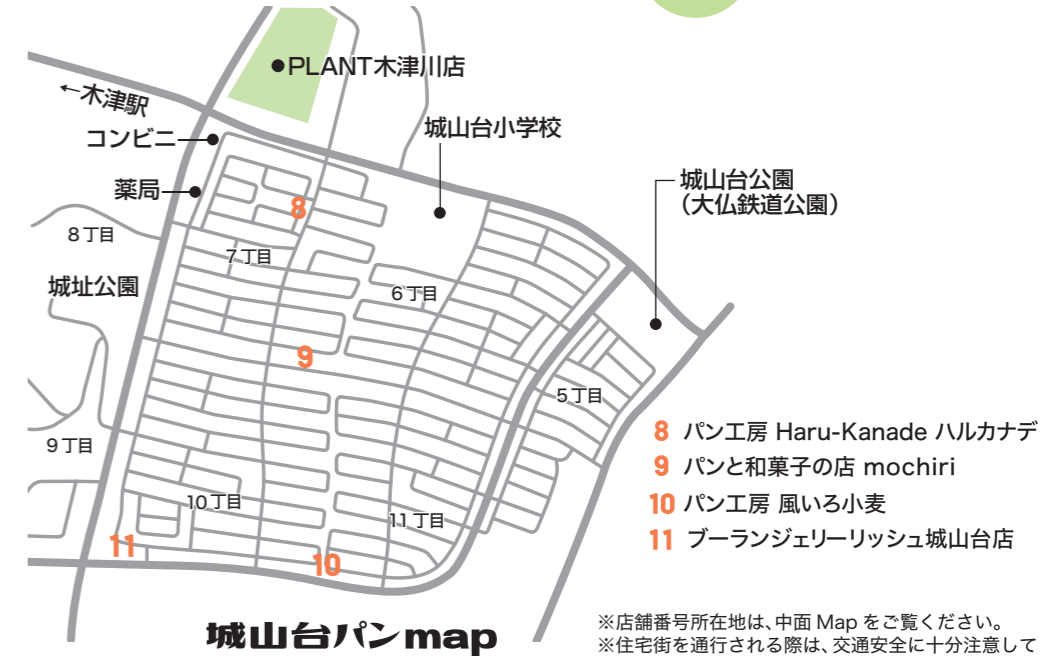 ●PLANT木津川店
←木津駅
コンビニ
薬局
城山台小学校
城山台公園
（大仏鉄道公園）
8
8丁目
7丁目
城址公園
6丁目
9
5丁目
9丁目
10丁目
11丁目
11
10
8 パン工房 Haru-Kanade ハルカナデ
9 パンと和菓子の店 mochiri
10 パン工房 風いろ小麦
11 ブーランジェリーリッシュ城山台店
城山台パンmap
※店舗番号所在地は、中面 Map をご覧ください。
※住宅街を通行される際は、交通安全に十分注意して